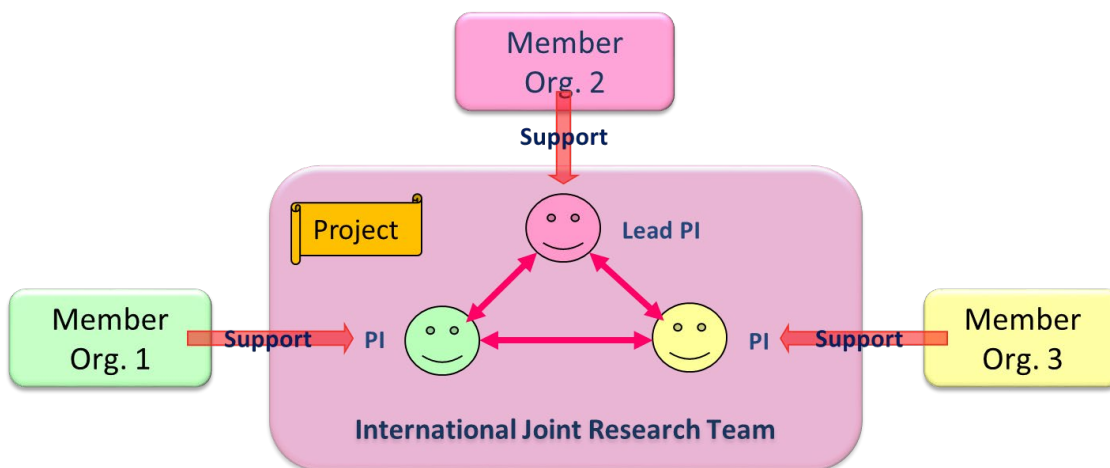 Member
Org. 2
Support
Project
Lead PI
Member
Org. 1
Support
PI
PI
Support
Member
Org. 3
International Joint Research Team